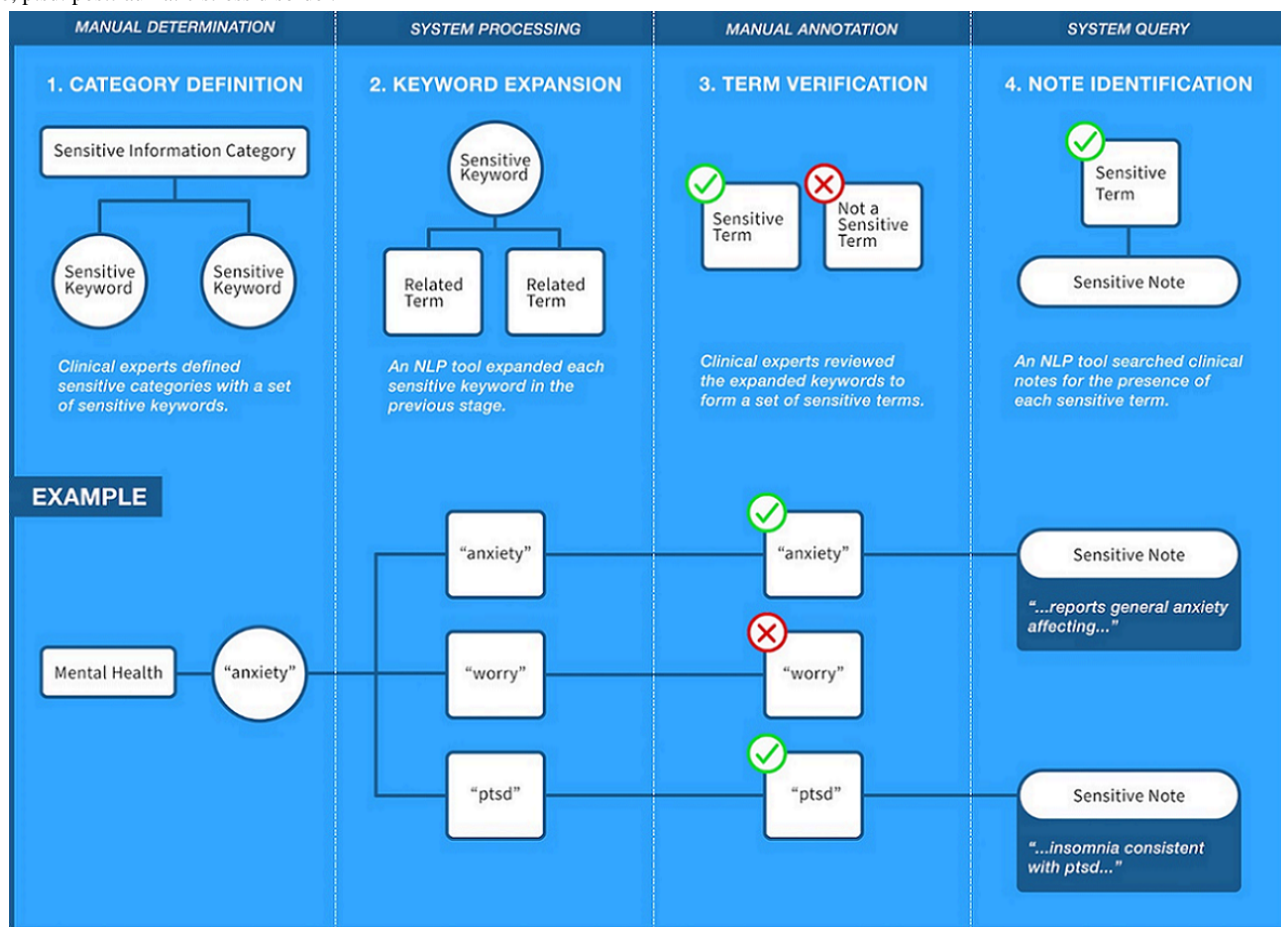 MANUAL DETERMINATION
SYSTEM PROCESSING
MANUAL ANNOTATION
SYSTEM QUERY
1. CATEGORY DEFINITION
2. KEYWORD EXPANSION
3. TERM VERIFICATION
4. NOTE IDENTIFICATION
Sensitive Information Category
Sensitive
Keyword
Sensitive
Keyword
Clinical experts defined
sensitive categories with a set
of sensitive keywords.
Sensitive
Keyword
Related
Term
Related
Term
An NLP tool expanded each
sensitive keyword in the
previous stage.
Sensitive
Term
Not a
Sensitive
Term
Clinical experts reviewed
the expanded keywords to
form a set of sensitive terms.
Sensitive
Term
Sensitive Note
An NLP tool searched clinical
notes for the presence of
each sensitive term.
EXAMPLE
Mental Health
“anxiety”
“anxiety”
“worry”
“ptsd”
“anxiety”
“worry”
“ptsd”
Sensitive Note
“...reports general anxiety
affecting...”
Sensitive Note
“...insomnia consistent
with ptsd...”